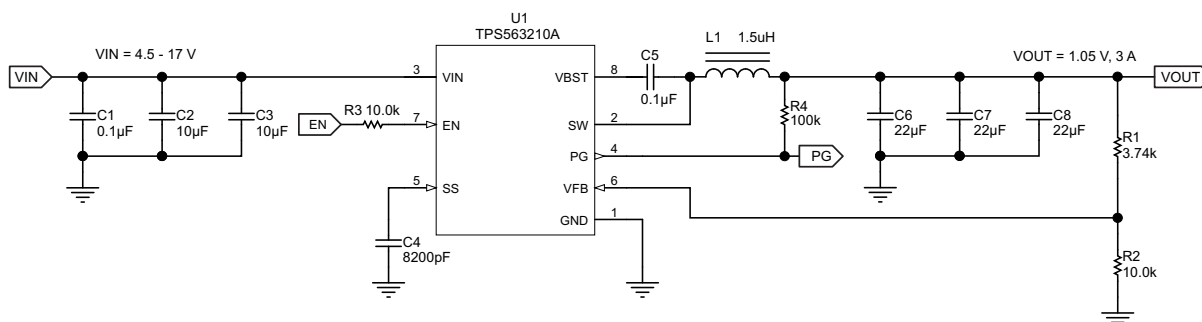 U1
TPS563210A
VIN = 4.5 - 17 V
L1 1.5uH
VOUT = 1.05 V, 3 A
VIN
3
VIN
VBST
8
C5
0.1µF
VOUT
C1
0.1µF
C2
10µF
C3
10µF
R3 10.0k
EN
7
EN
SW
2
R4
100k
C6
22µF
C7
22µF
C8
22µF
R1
3.74k
PG
4
PG
5
SS
VFB
6
GND
1
C4
8200pF
R2
10.0k